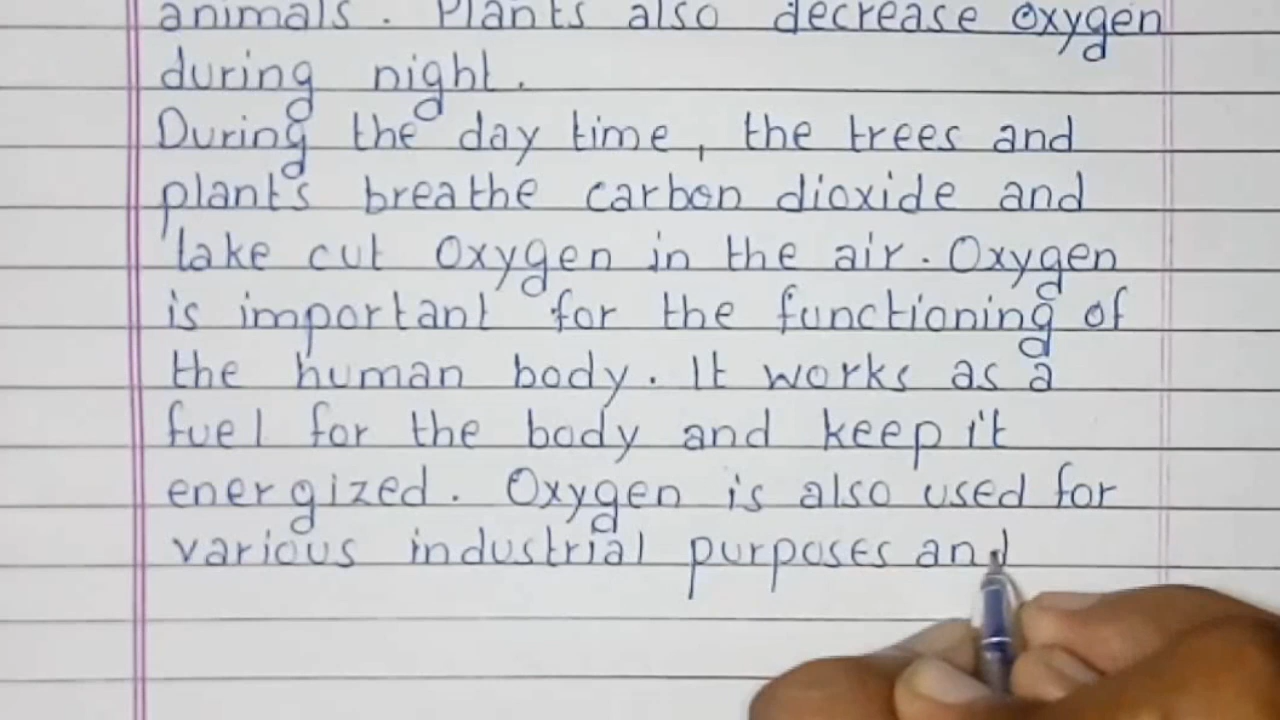 animals. Plants also decrease oxygen
during night.
During the day time, the trees and
plants breathe carbon dioxide and
take out oxygen in the air. Oxygen
is important for the functioning of
the human body. It works as a
fuel for the body and keep it
energized. Oxygen is also used for
various industrial purposes and